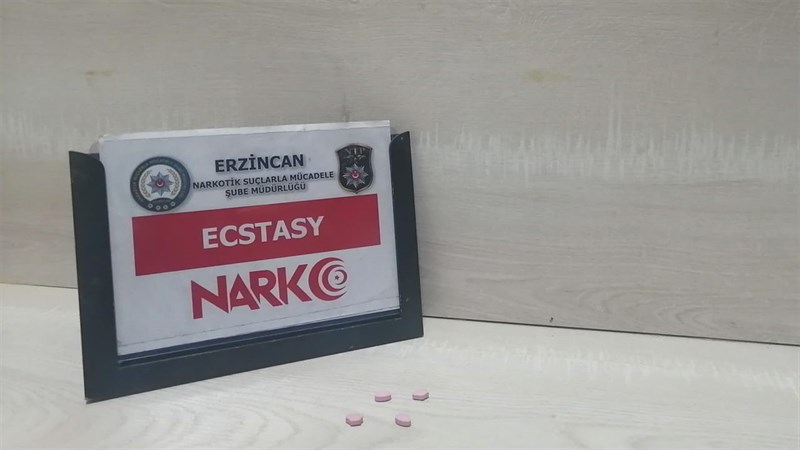 ERZİNCAN
NARKOTİK SUÇLARLA MÜCADELE
ŞUBE MÜDÜRLÜĞÜ
ECSTASY
NARKO